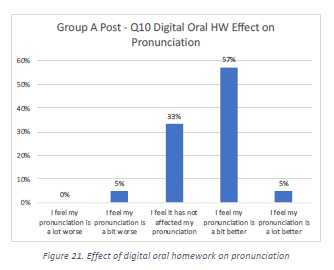 Group A Post - Q10 Digital Oral HW Effect on
Pronunciation
60%
50%
40%
30%
20%
10%
0%
0%
5%
33%
57%
5%
I feel my pronunciation is a lot worse
I feel my pronunciation is a bit worse
I feel it has not affected my pronunciation
I feel my pronunciation is a bit better
I feel my pronunciation is a lot better
Figure 21. Effect of digital oral homework on pronunciation